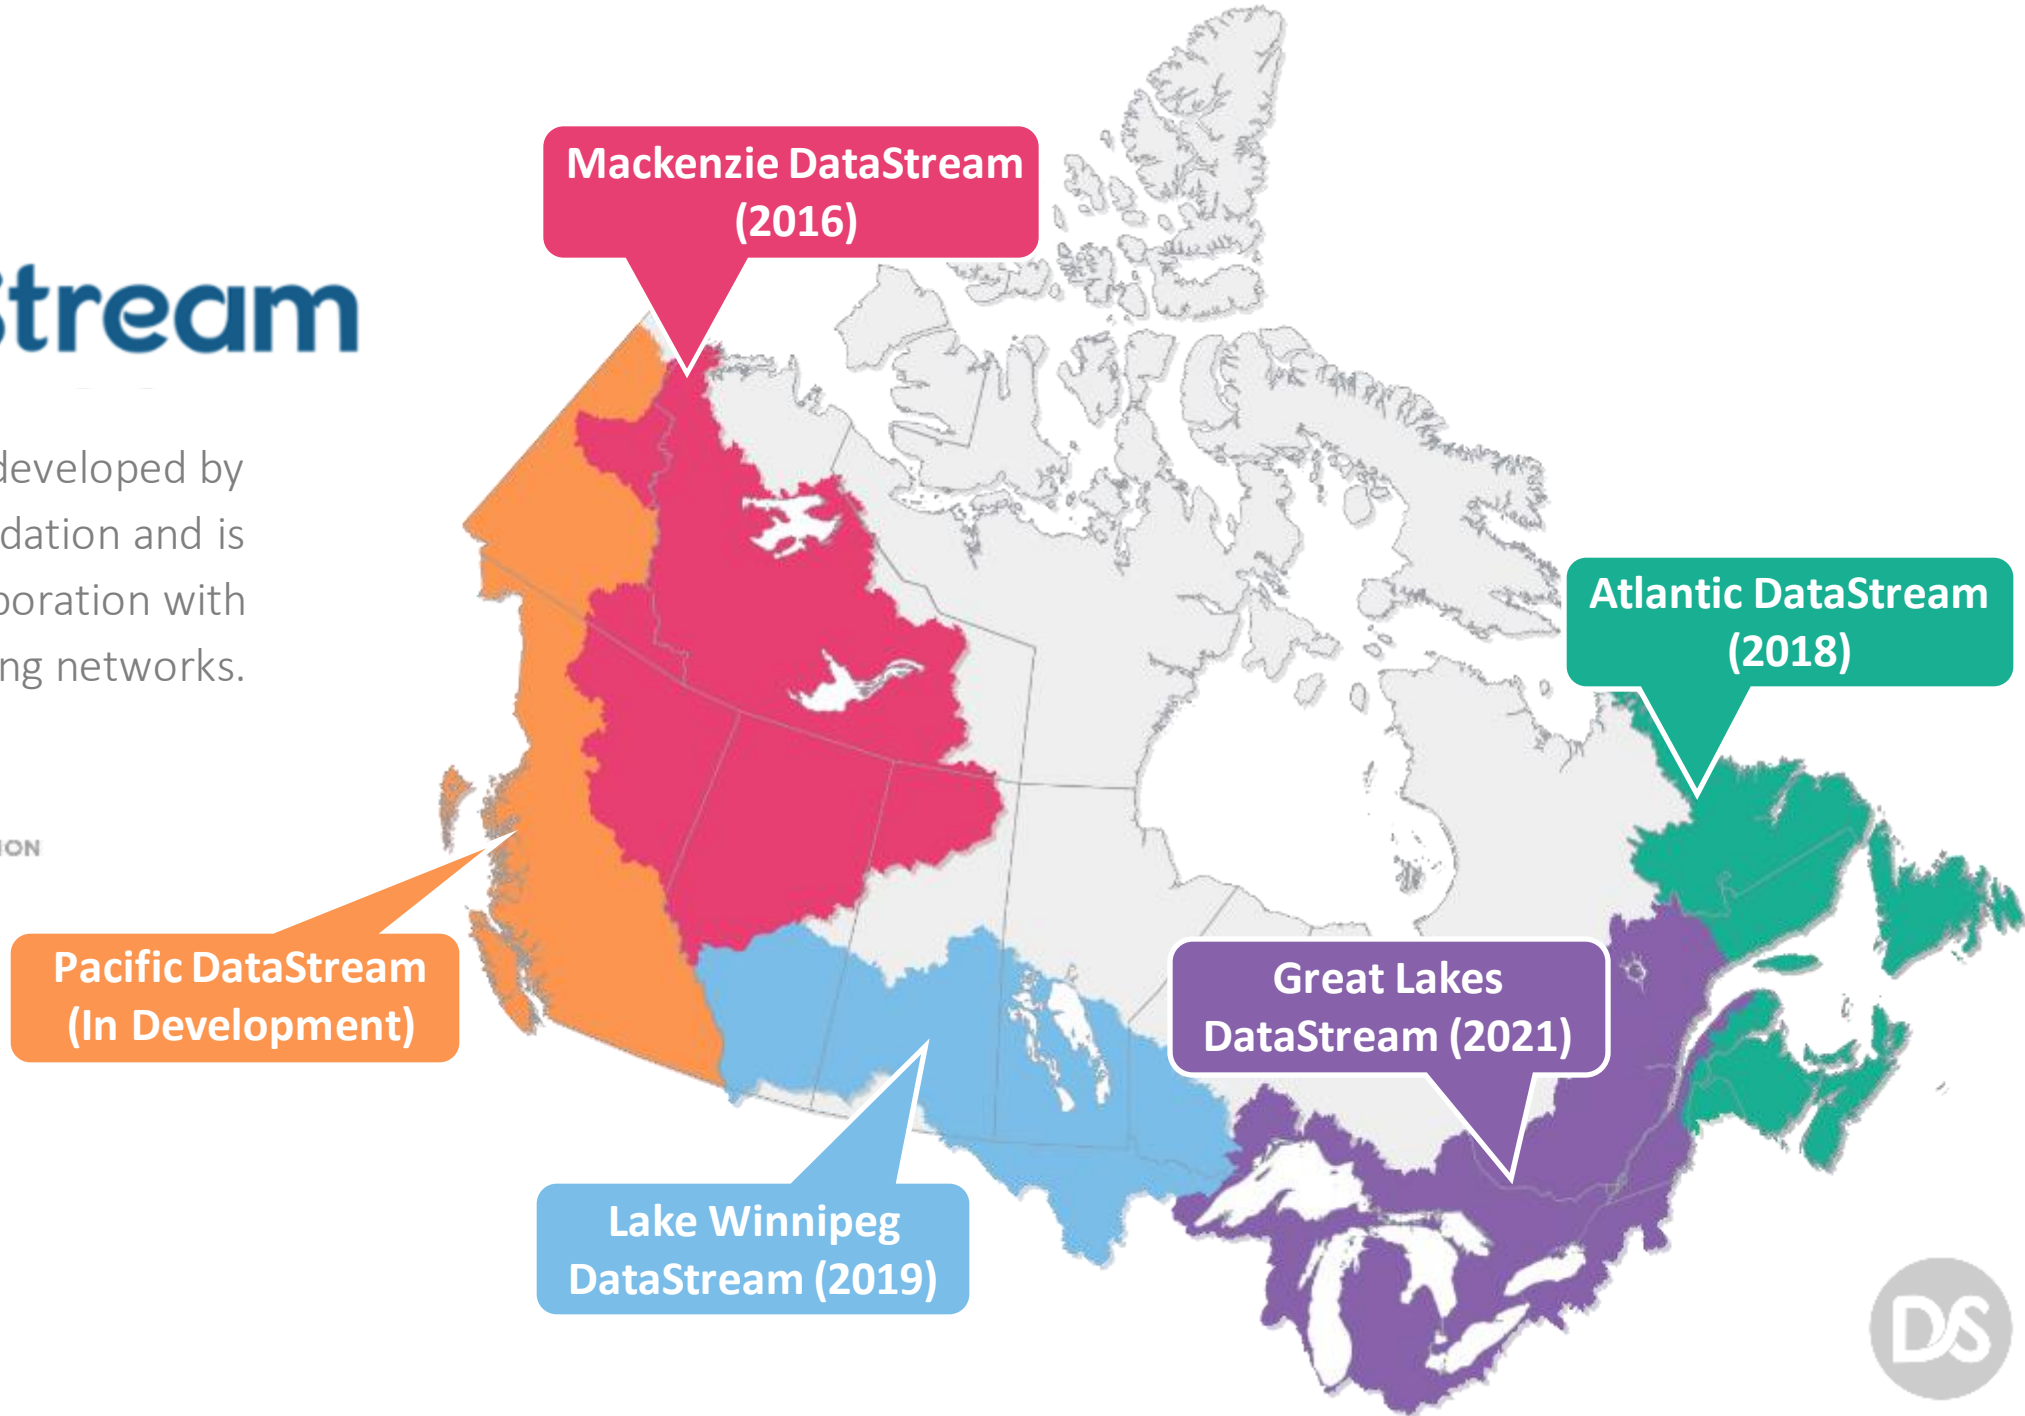 Mackenzie DataStream
(2016)
stream
developed by
dation and is
oration with
ng networks.
Atlantic DataStream
(2018)
ION
Pacific DataStream
(In Development)
Great Lakes
DataStream (2021)
Lake Winnipeg
DataStream (2019)
DS